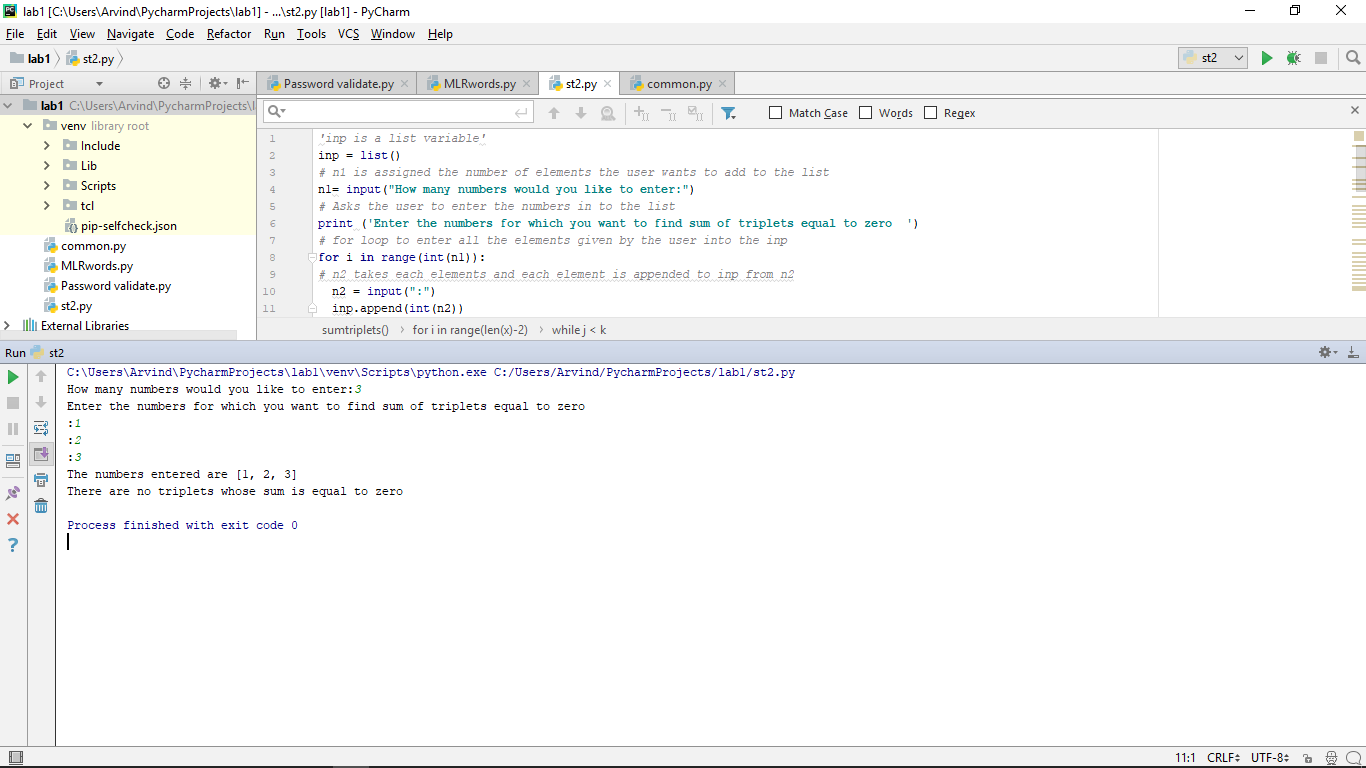 lab1 [C:\Users\Arvind\PycharmProjects\lab1] - ...\st2.py [lab1] - PyCharm
File Edit View Navigate Code Refactor Run Tools VCS Window Help
lab1 st2.py st2
Project
Password validate.py MLRwords.py st2.py common.py
lab1 C:\Users\Arvind\PycharmProjects\l
venv library root
Include
Lib
Scripts
tcl
pip-selfcheck.json
common.py
MLRwords.py
Password validate.py
st2.py
External Libraries
Match Case Words Regex
1 'inp is a list variable'
2 inp = list()
3 # n1 is assigned the number of elements the user wants to add to the list
4 n1= input("How many numbers would you like to enter:")
5 # Asks the user to enter the numbers in to the list
6 print ('Enter the numbers for which you want to find sum of triplets equal to zero  ')
7 # for loop to enter all the elements given by the user into the inp
8 for i in range(int(n1)):
9 # n2 takes each elements and each element is appended to inp from n2
10 n2 = input(":")
11 inp.append(int(n2))
sumtriplets() for i in range(len(x)-2) while j < k
Run st2
C:\Users\Arvind\PycharmProjects\lab1\venv\Scripts\python.exe C:/Users/Arvind/PycharmProjects/lab1/st2.py
How many numbers would you like to enter:3
Enter the numbers for which you want to find sum of triplets equal to zero
:1
:2
:3
The numbers entered are [1, 2, 3]
There are no triplets whose sum is equal to zero
Process finished with exit code 0
11:1 CRLF UTF-8